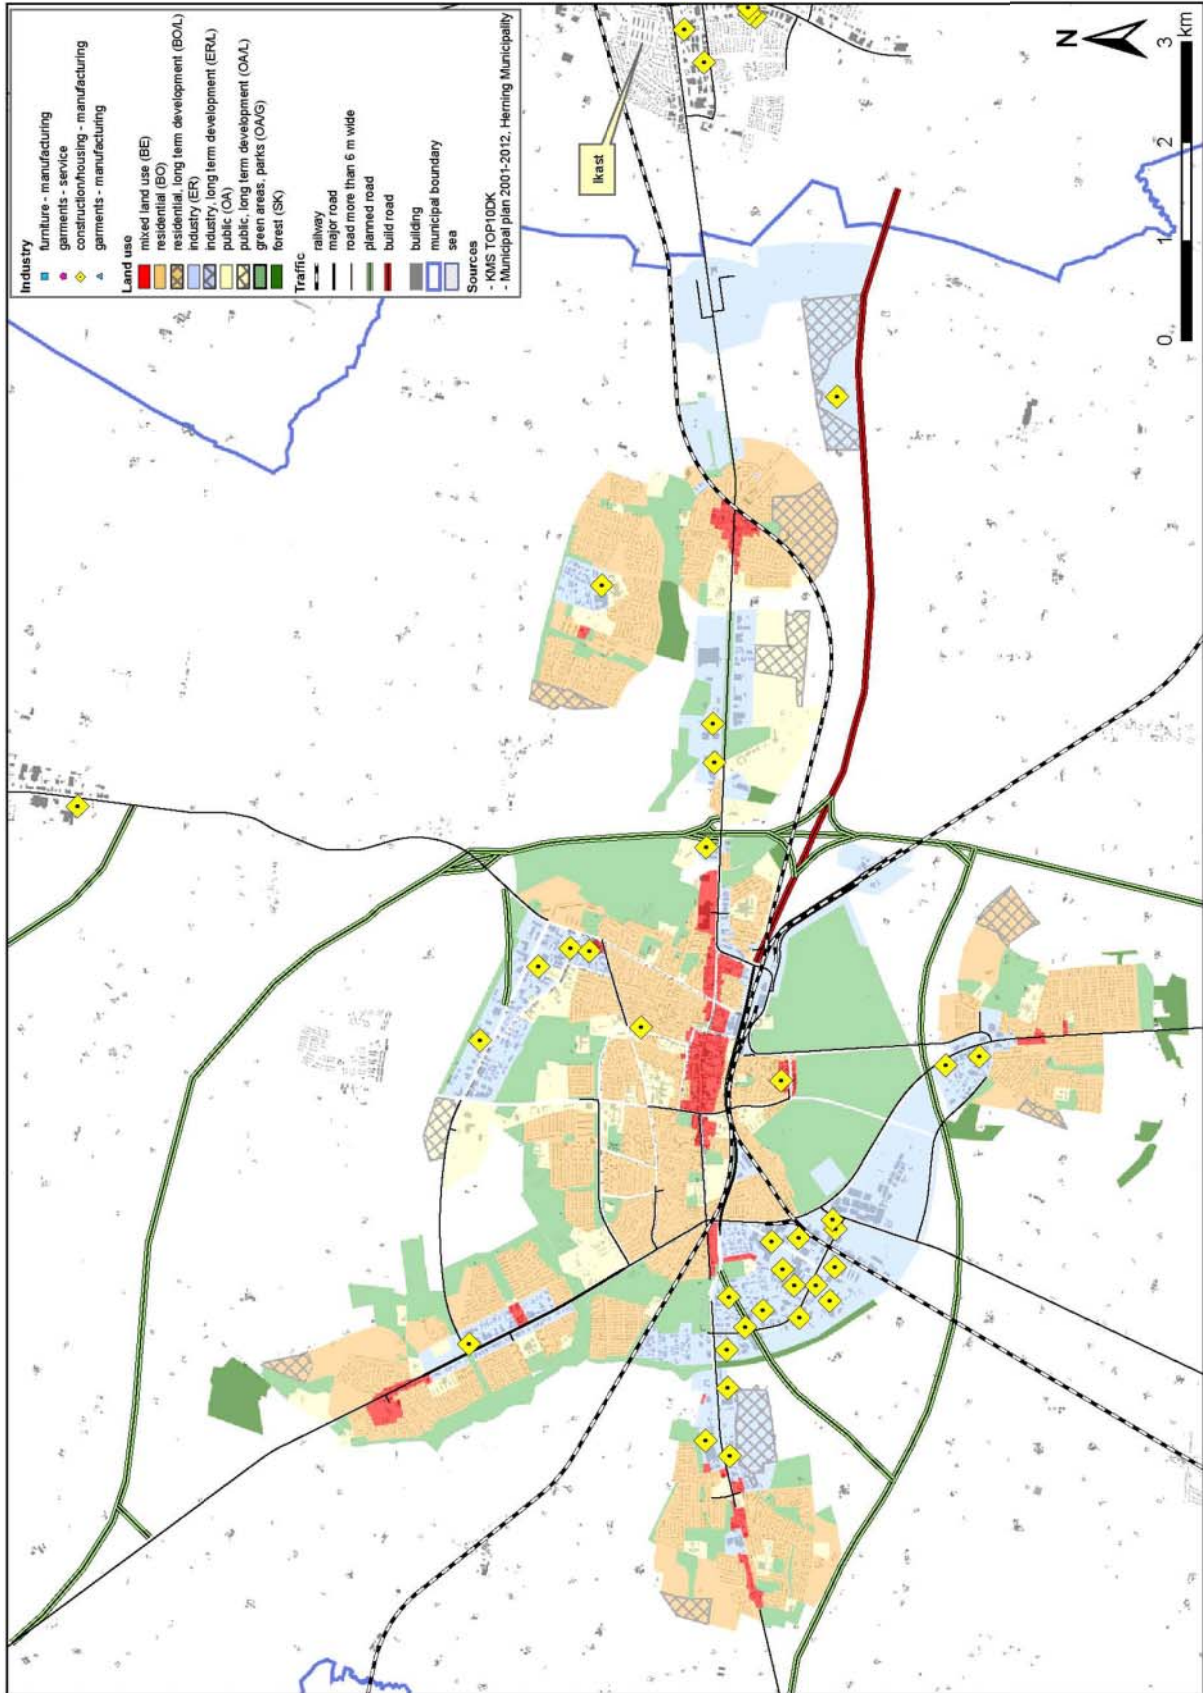 Industry
furniture - manufacturing
garments - service
construction/housing - manufacturing
garments - manufacturing
Land use
mixed land use (BE)
residential (BO)
residential, long term development (BO/L)
industry (ER)
industry, long term development (ER/L)
public (OA)
public, long term development (OA/L)
green areas, parks (OA/G)
forest (SK)
Traffic
railway
major road
road more than 6 m wide
planned road
build road
building
municipal boundary
sea
Sources
- KMS TOP10DK
- Municipal plan 2001-2012, Herning Municipality
Ikast
N
0 1 2 3 km